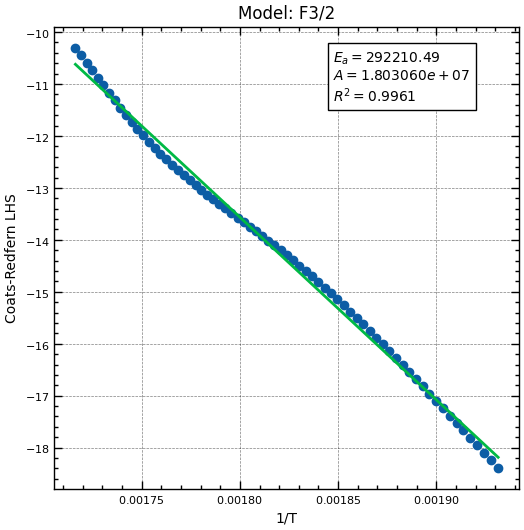 Model: F3/2
−10
−11
−12
−13
−14
−15
−16
−17
−18
Coats-Redfern LHS
E_a = 292210.49
A = 1.803060e + 07
R² = 0.9961
0.00175 0.00180 0.00185 0.00190
1/T